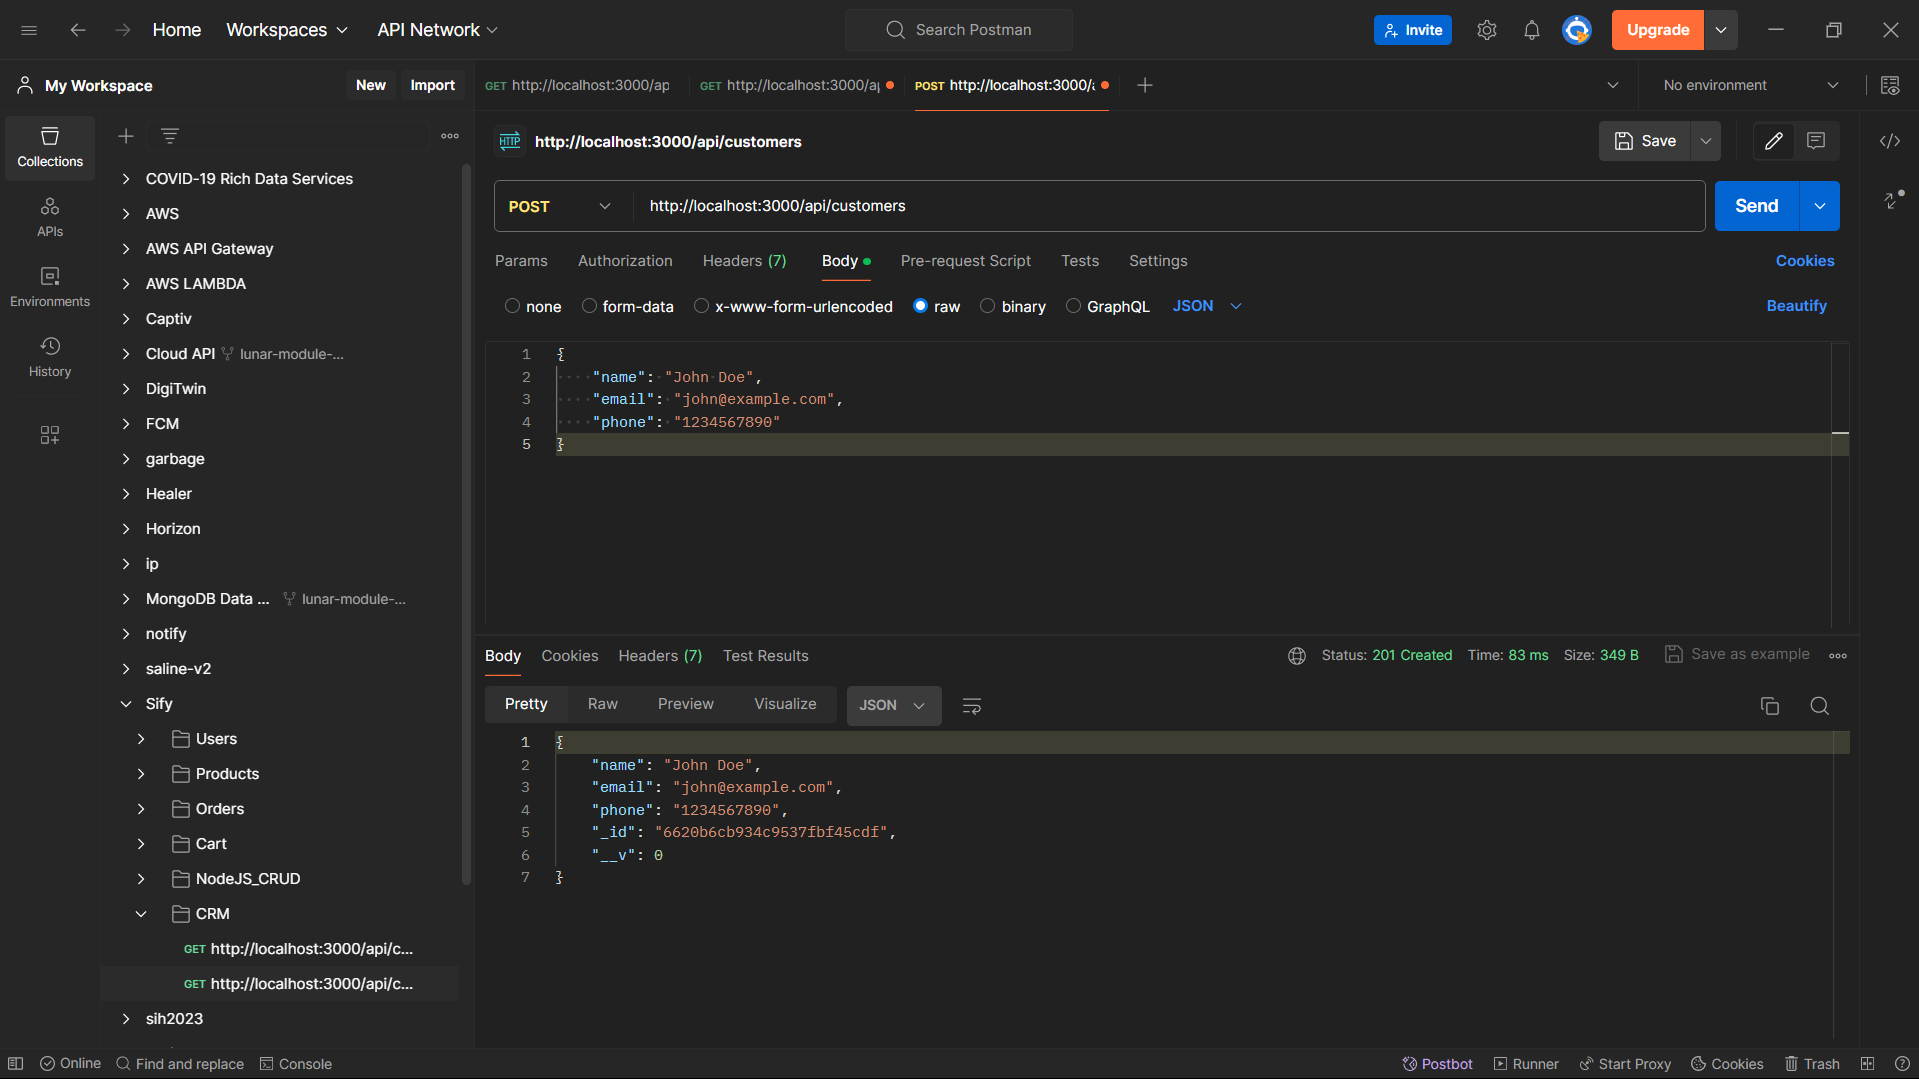 Home Workspaces API Network Search Postman Invite Upgrade
My Workspace New Import GET http://localhost:3000/ap GET http://localhost:3000/a POST http://localhost:3000/ No environment
Collections
APIs
Environments
History
COVID-19 Rich Data Services
AWS
AWS API Gateway
AWS LAMBDA
Captiv
Cloud API lunar-module-...
DigiTwin
FCM
garbage
Healer
Horizon
ip
MongoDB Data ... lunar-module-...
notify
saline-v2
Sify
Users
Products
Orders
Cart
NodeJS_CRUD
CRM
GET http://localhost:3000/api/c...
GET http://localhost:3000/api/c...
sih2023
HTTP http://localhost:3000/api/customers Save
POST http://localhost:3000/api/customers Send
Params Authorization Headers (7) Body Pre-request Script Tests Settings Cookies
none form-data x-www-form-urlencoded raw binary GraphQL JSON Beautify
1 {
2 "name": "John Doe",
3 "email": "john@example.com",
4 "phone": "1234567890"
5 }
Body Cookies Headers (7) Test Results Status: 201 Created Time: 83 ms Size: 349 B Save as example
Pretty Raw Preview Visualize JSON
1 {
2 "name": "John Doe",
3 "email": "john@example.com",
4 "phone": "1234567890",
5 "_id": "6620b6cb934c9537fbf45cdf",
6 "__v": 0
7 }
Online Find and replace Console Postbot Runner Start Proxy Cookies Trash